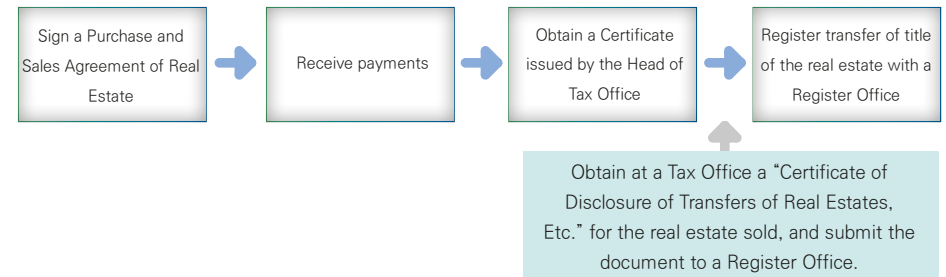 Sign a Purchase and
Sales Agreement of Real
Estate
Receive payments
Obtain a Certificate
issued by the Head of
Tax Office
Register transfer of title
of the real estate with a
Register Office
Obtain at a Tax Office a “Certificate of
Disclosure of Transfers of Real Estates,
Etc.” for the real estate sold, and submit the
document to a Register Office.